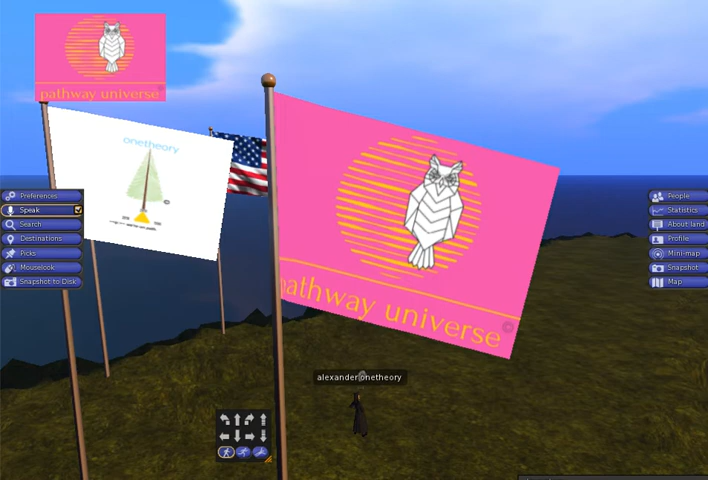 pathway universe
onetheory
pathway universe ©
alexander onetheory
Preferences
Speak
Search
Destinations
Picks
Mouselook
Snapshot to Disk
People
Statistics
About land
Profile
Mini-map
Snapshot
Map